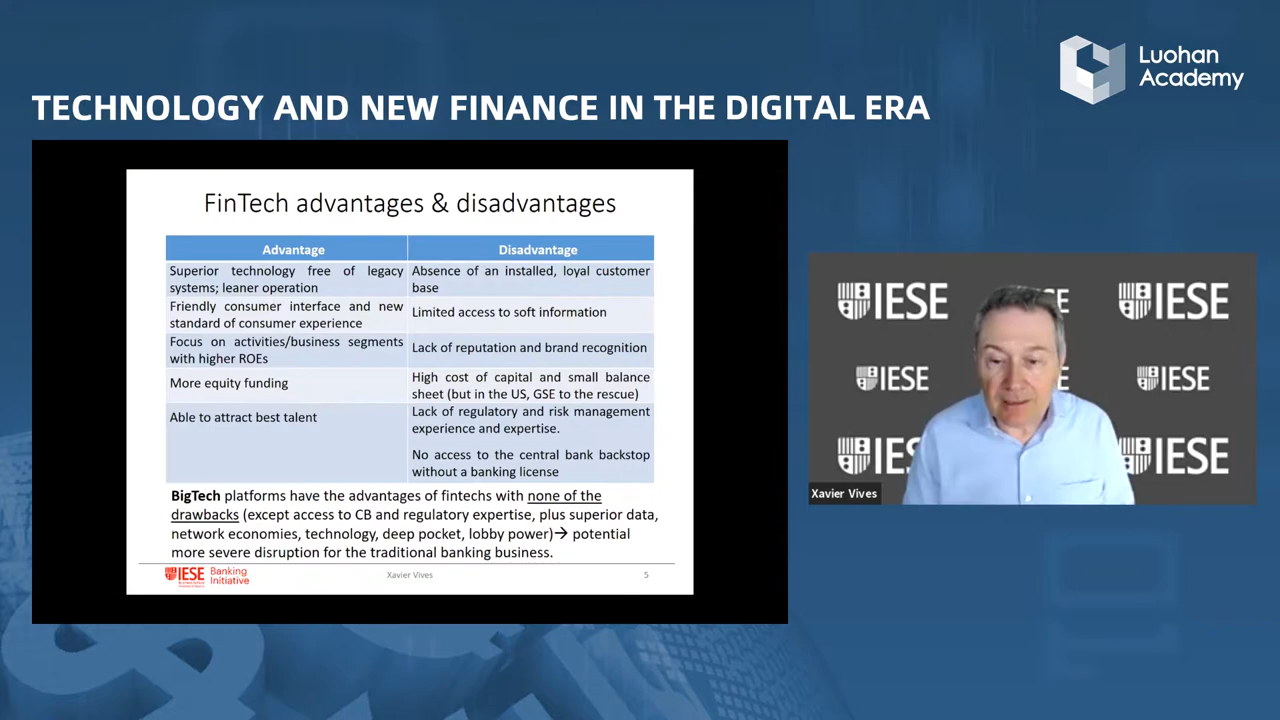 Luohan
Academy
TECHNOLOGY AND NEW FINANCE IN THE DIGITAL ERA
FinTech advantages & disadvantages
Advantage
Disadvantage
Superior technology free of legacy
systems; leaner operation
Absence of an installed, loyal customer
base
Friendly consumer interface and new
standard of consumer experience
Limited access to soft information
Focus on activities/business segments
with higher ROEs
Lack of reputation and brand recognition
More equity funding
High cost of capital and small balance
sheet (but in the US, GSE to the rescue)
Able to attract best talent
Lack of regulatory and risk management
experience and expertise.
No access to the central bank backstop
without a banking license
BigTech platforms have the advantages of fintechs with none of the
drawbacks (except access to CB and regulatory expertise, plus superior data,
network economies, technology, deep pocket, lobby power)→ potential
more severe disruption for the traditional banking business.
IESE
Banking
Initiative
Xavier Vives
5
IESE
IESE
IESE
IESE
IESE
IESE
IESE
Xavier Vives